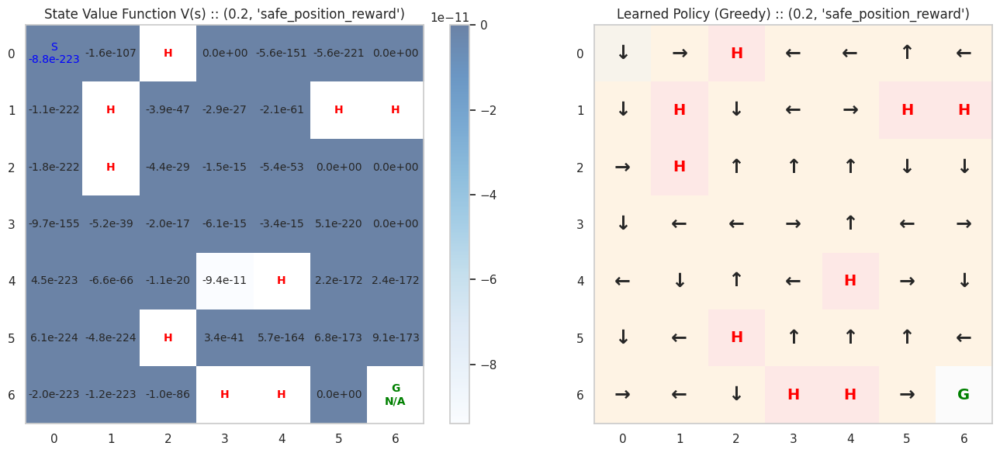 State Value Function V(s) :: (0.2, 'safe_position_reward')
1e−11
0 S -1.6e-107 H 0.0e+00 -5.6e-151 -5.6e-221 0.0e+00 0
-8.8e-223
1 -1.1e-222 H -3.9e-47 -2.9e-27 -2.1e-61 H H −2
2 -1.8e-222 H -4.4e-29 -1.5e-15 -5.4e-53 0.0e+00 0.0e+00
−4
3 -9.7e-155 -5.2e-39 -2.0e-17 -6.1e-15 -3.4e-15 5.1e-220 0.0e+00
4 4.5e-223 -6.6e-66 -1.1e-20 -9.4e-11 H 2.2e-172 2.4e-172 −6
5 6.1e-224 -4.8e-224 H 3.4e-41 5.7e-164 6.8e-173 9.1e-173
−8
6 -2.0e-223 -1.2e-223 -1.0e-86 H H 0.0e+00 G
N/A
0 1 2 3 4 5 6
Learned Policy (Greedy) :: (0.2, 'safe_position_reward')
0 ↓ → H ← ← ↑ ←
1 ↓ H ↓ ← → H H
2 → H ↑ ↑ ↑ ↓ ↓
3 ↓ ← ← → ↑ ← →
4 ← ↓ ↑ ← H → ↓
5 ↓ ← H ↑ ↑ ↑ ←
6 → ← ↓ H H → G
0 1 2 3 4 5 6